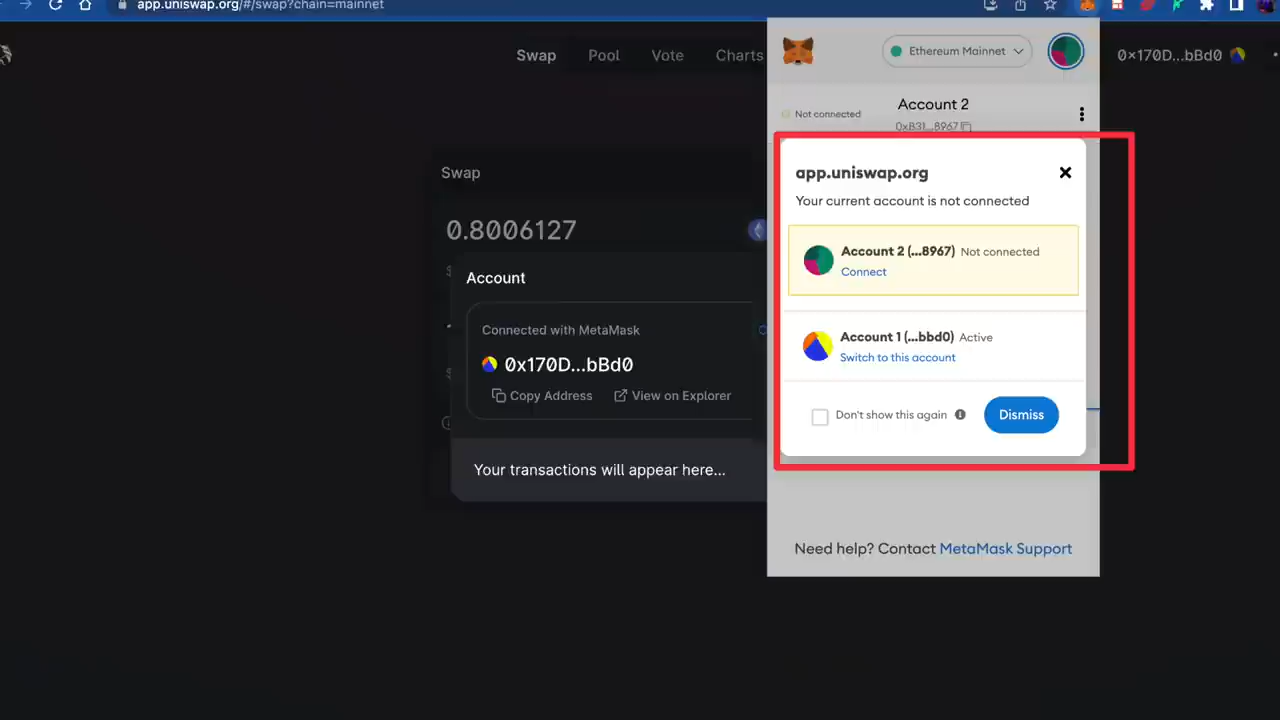 app.uniswap.org/#/swap?chain=mainnet
Swap
Pool
Vote
Charts
Ethereum Mainnet
0x170D...bBd0
Not connected
Account 2
0xB31...8967
Swap
0.8006127
Account
Connected with MetaMask
0x170D...bBd0
Copy Address
View on Explorer
Your transactions will appear here...
app.uniswap.org
Your current account is not connected
Account 2 (...8967) Not connected
Connect
Account 1 (...bbd0) Active
Switch to this account
Don't show this again
Dismiss
Need help? Contact MetaMask Support